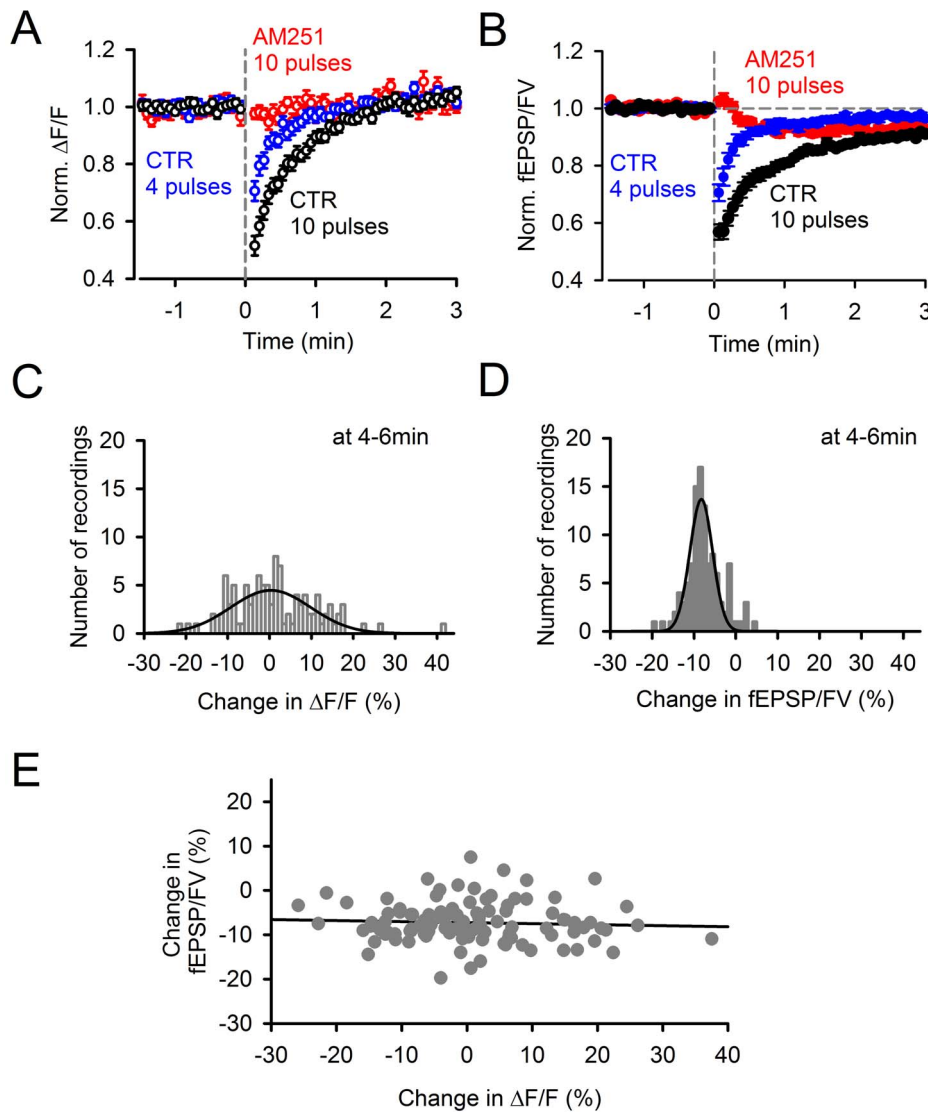 A
Norm. ΔF/F
1.2
1.0
0.8
0.6
0.4
AM251
10 pulses
CTR
4 pulses
CTR
10 pulses
-1
0
1
2
3
Time (min)
B
Norm. fEPSP/FV
1.2
1.0
0.8
0.6
0.4
AM251
10 pulses
CTR
4 pulses
CTR
10 pulses
-1
0
1
2
3
Time (min)
C
Number of recordings
20
15
10
5
0
at 4-6min
-30 -20 -10 0 10 20 30 40
Change in ΔF/F (%)
D
Number of recordings
20
15
10
5
0
at 4-6min
-30 -20 -10 0 10 20 30 40
Change in fEPSP/FV (%)
E
Change in
fEPSP/FV (%)
20
10
0
-10
-20
-30
-30 -20 -10 0 10 20 30 40
Change in ΔF/F (%)